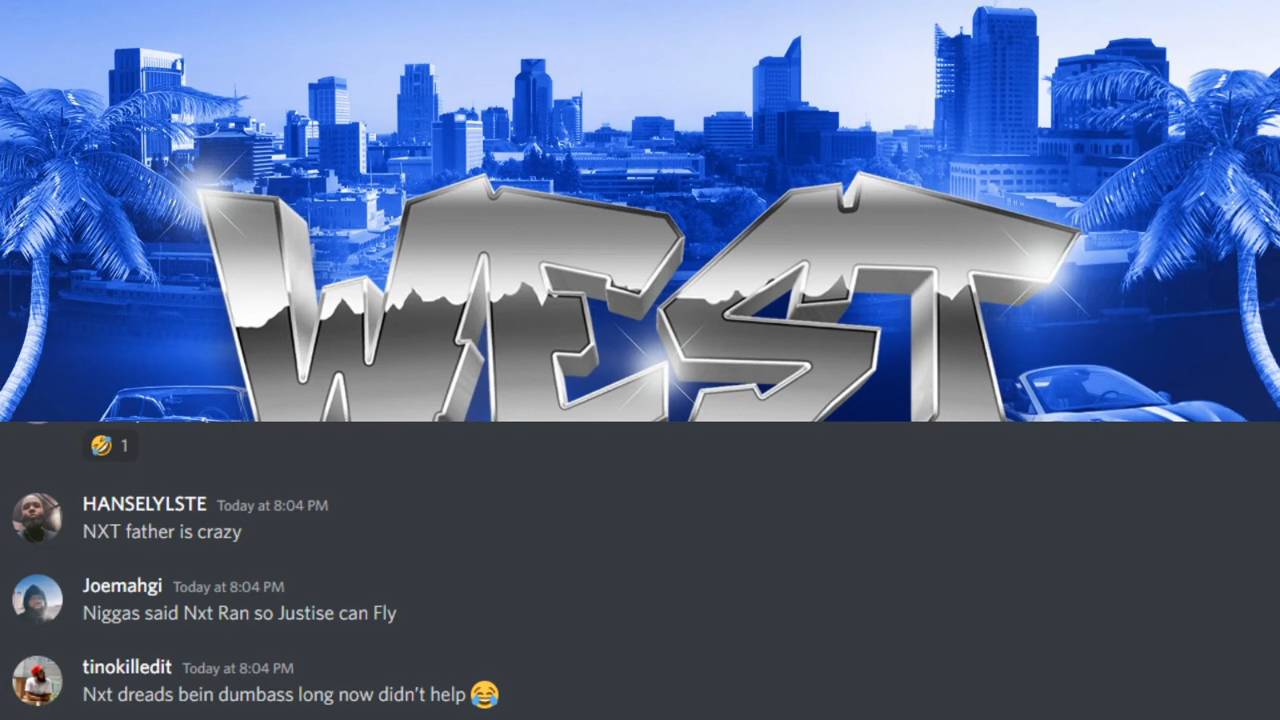 WEST
🤣 1
HANSELYLSTE Today at 8:04 PM
NXT father is crazy
Joemahgi Today at 8:04 PM
Niggas said Nxt Ran so Justise can Fly
tinokilledit Today at 8:04 PM
Nxt dreads bein dumbass long now didn't help 😂